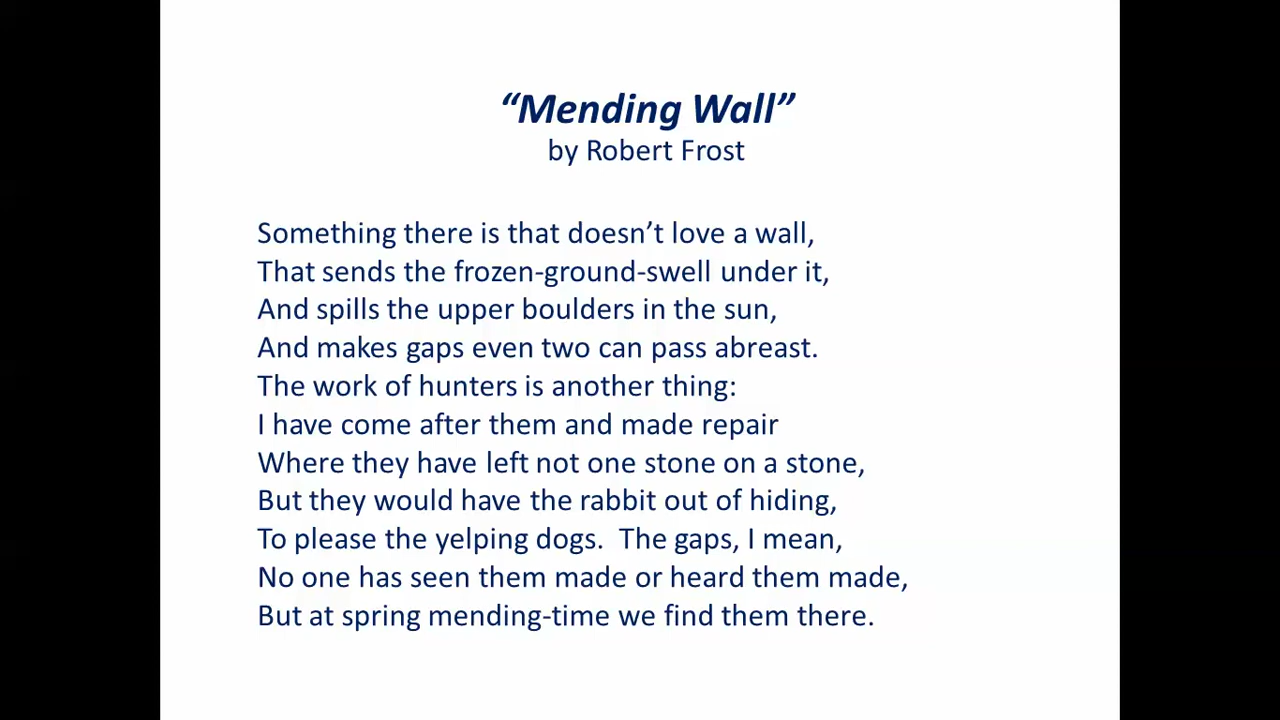 “Mending Wall”
by Robert Frost
Something there is that doesn’t love a wall,
That sends the frozen-ground-swell under it,
And spills the upper boulders in the sun,
And makes gaps even two can pass abreast.
The work of hunters is another thing:
I have come after them and made repair
Where they have left not one stone on a stone,
But they would have the rabbit out of hiding,
To please the yelping dogs.  The gaps, I mean,
No one has seen them made or heard them made,
But at spring mending-time we find them there.